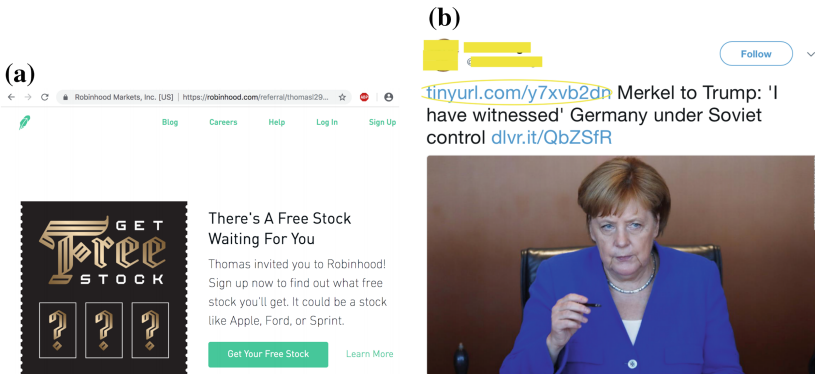 (a)
Robinhood Markets, Inc. [US] | https://robinhood.com/referral/thomasl29...
ABP
Blog Careers Help Log In Sign Up
GET
Free
STOCK
? ? ?
There's A Free Stock
Waiting For You
Thomas invited you to Robinhood!
Sign up now to find out what free
stock you'll get. It could be a stock
like Apple, Ford, or Sprint.
Get Your Free Stock Learn More
(b)
@
Follow
tinyurl.com/y7xvb2dn Merkel to Trump: 'I
have witnessed' Germany under Soviet
control dlvr.it/QbZSfR